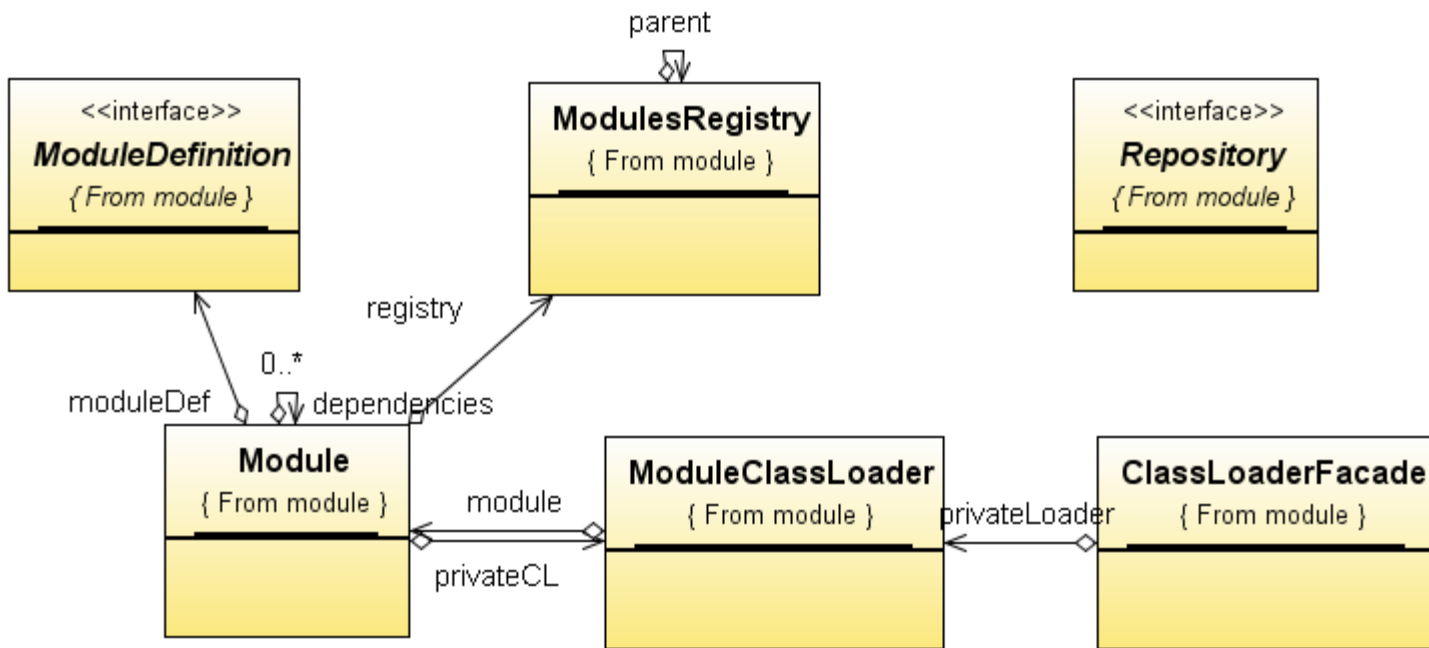 parent
<<interface>>
ModuleDefinition
{ From module }
ModulesRegistry
{ From module }
<<interface>>
Repository
{ From module }
registry
0..*
moduleDef
dependencies
Module
{ From module }
module
privateCL
ModuleClassLoader
{ From module }
privateLoader
ClassLoaderFacade
{ From module }